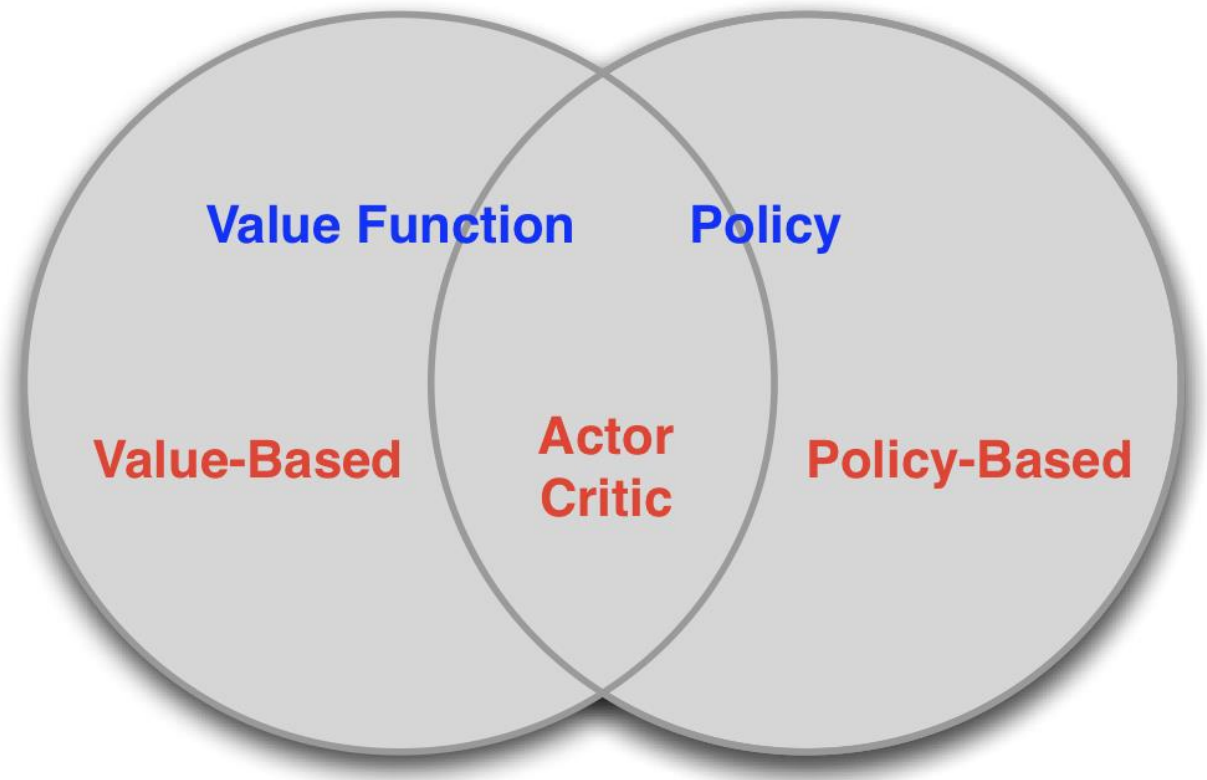 Value Function
Policy
Value-Based
Actor
Critic
Policy-Based